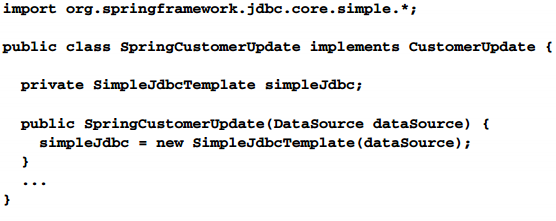 import org.springframework.jdbc.core.simple.*;
public class SpringCustomerUpdate implements CustomerUpdate {
private SimpleJdbcTemplate simpleJdbc;
public SpringCustomerUpdate(DataSource dataSource) {
simpleJdbc = new SimpleJdbcTemplate(dataSource);
}
...
}